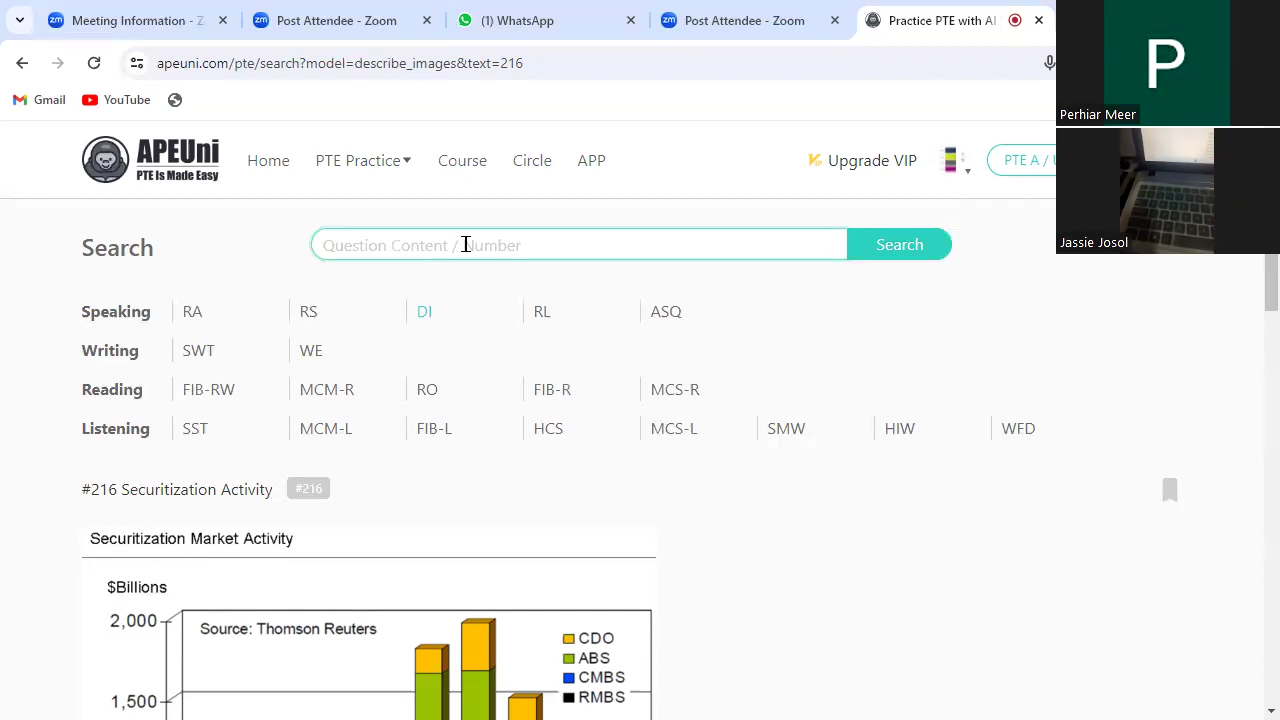 Meeting Information - Z
Post Attendee - Zoom
(1) WhatsApp
Post Attendee - Zoom
Practice PTE with AI
apeuni.com/pte/search?model=describe_images&text=216
Gmail
YouTube
P
Perhiar Meer
Jassie Josol
APEUni
PTE Is Made Easy
Home
PTE Practice
Course
Circle
APP
Upgrade VIP
PTE A / U
Search
Question Content / Number
Search
Speaking RA RS DI RL ASQ
Writing SWT WE
Reading FIB-RW MCM-R RO FIB-R MCS-R
Listening SST MCM-L FIB-L HCS MCS-L SMW HIW WFD
#216 Securitization Activity #216
Securitization Market Activity
$Billions
2,000
Source: Thomson Reuters
CDO
ABS
CMBS
RMBS
1,500